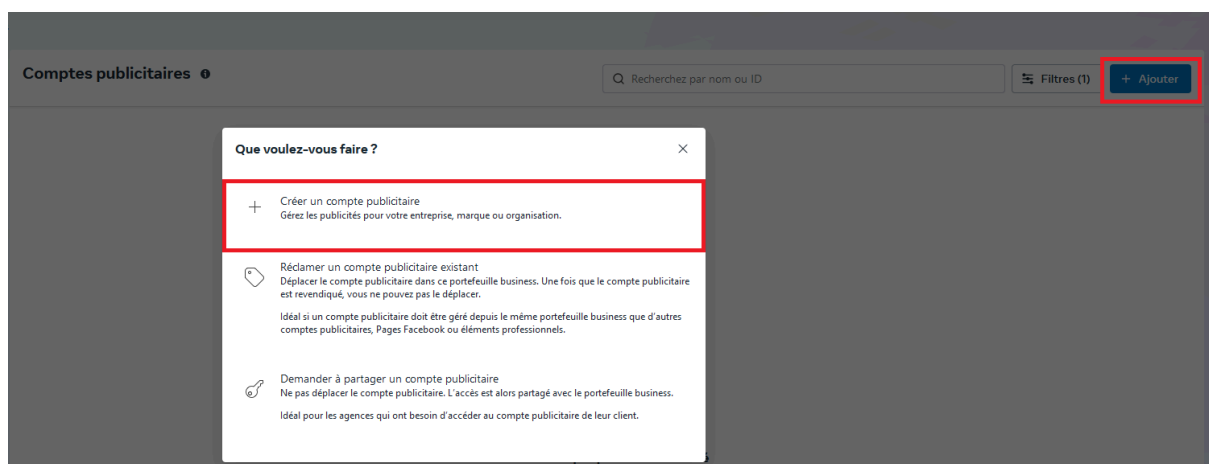 Comptes publicitaires
Recherchez par nom ou ID
Filtres (1)
+ Ajouter
Que voulez-vous faire ?
Créer un compte publicitaire
Gérez les publicités pour votre entreprise, marque ou organisation.
Réclamer un compte publicitaire existant
Déplacer le compte publicitaire dans ce portefeuille business. Une fois que le compte publicitaire
est revendiqué, vous ne pouvez pas le déplacer.
Idéal si un compte publicitaire doit être géré depuis le même portefeuille business que d'autres
comptes publicitaires, Pages Facebook ou éléments professionnels.
Demander à partager un compte publicitaire
Ne pas déplacer le compte publicitaire. L'accès est alors partagé avec le portefeuille business.
Idéal pour les agences qui ont besoin d'accéder au compte publicitaire de leur client.